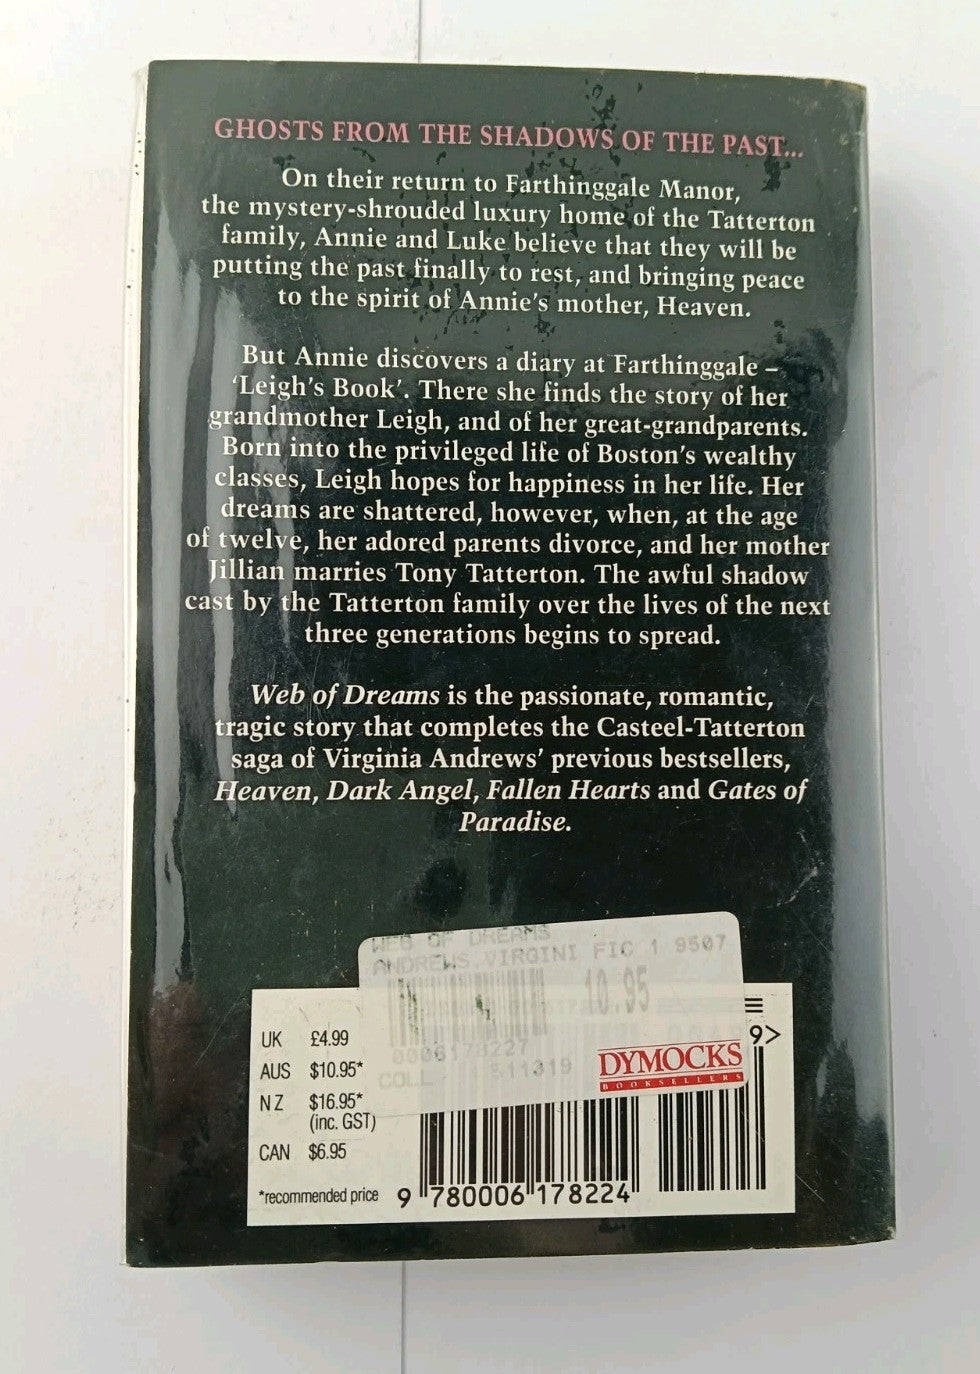 GHOSTS FROM THE SHADOWS OF THE PAST...
On their return to Farthinggale Manor,
the mystery-shrouded luxury home of the Tatterton
family, Annie and Luke believe that they will be
putting the past finally to rest, and bringing peace
to the spirit of Annie's mother, Heaven.
But Annie discovers a diary at Farthinggale –
'Leigh's Book'. There she finds the story of her
grandmother Leigh, and of her great-grandparents.
Born into the privileged life of Boston's wealthy
classes, Leigh hopes for happiness in her life. Her
dreams are shattered, however, when, at the age
of twelve, her adored parents divorce, and her mother
Jillian marries Tony Tatterton. The awful shadow
cast by the Tatterton family over the lives of the next
three generations begins to spread.
Web of Dreams is the passionate, romantic,
tragic story that completes the Casteel-Tatterton
saga of Virginia Andrews' previous bestsellers,
Heaven, Dark Angel, Fallen Hearts and Gates of
Paradise.
WEB OF DREAMS
ANDREWS VIRGINI FIC 1 9507
10.95
0006178227
COLL 511319
DYMOCKS
BOOKSELLERS
UK £4.99
AUS $10.95*
NZ $16.95*
(inc. GST)
CAN $6.95
*recommended price
9 780006 178224
9>